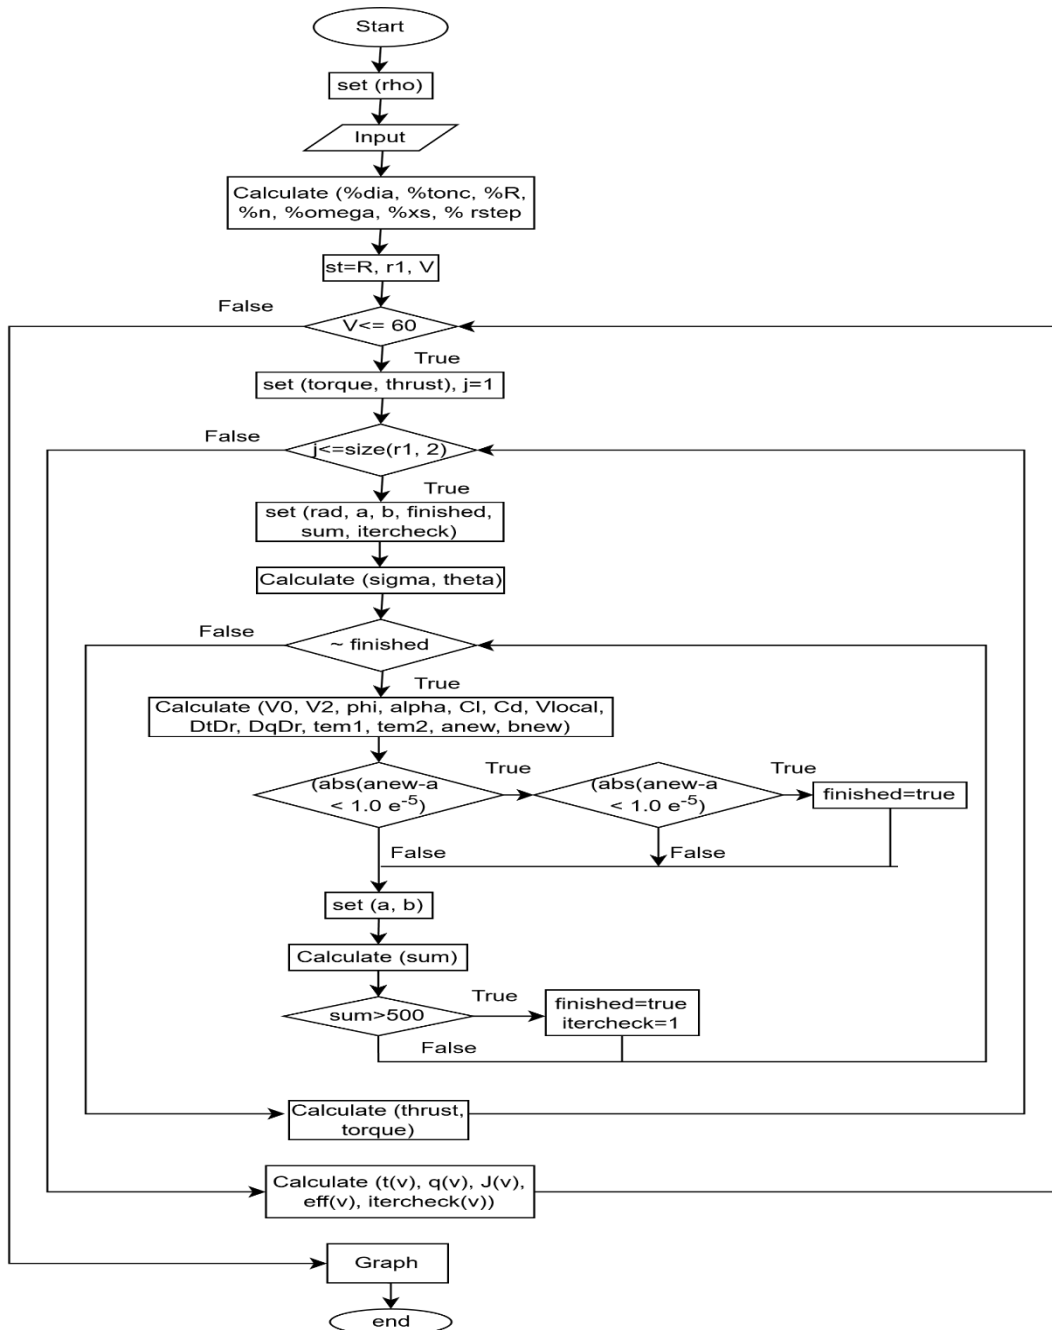 Start
set (rho)
Input
Calculate (%dia, %tonc, %R,
%n, %omega, %xs, % rstep
st=R, r1, V
False
V<= 60
True
set (torque, thrust), j=1
False
j<=size(r1, 2)
True
set (rad, a, b, finished,
sum, itercheck)
Calculate (sigma, theta)
False
~ finished
True
Calculate (V0, V2, phi, alpha, Cl, Cd, Vlocal,
DtDr, DqDr, tem1, tem2, anew, bnew)
True
True
(abs(anew-a
< 1.0 e-5)
(abs(anew-a
< 1.0 e-5)
finished=true
False
False
set (a, b)
Calculate (sum)
True
sum>500
finished=true
itercheck=1
False
Calculate (thrust,
torque)
Calculate (t(v), q(v), J(v),
eff(v), itercheck(v))
Graph
end